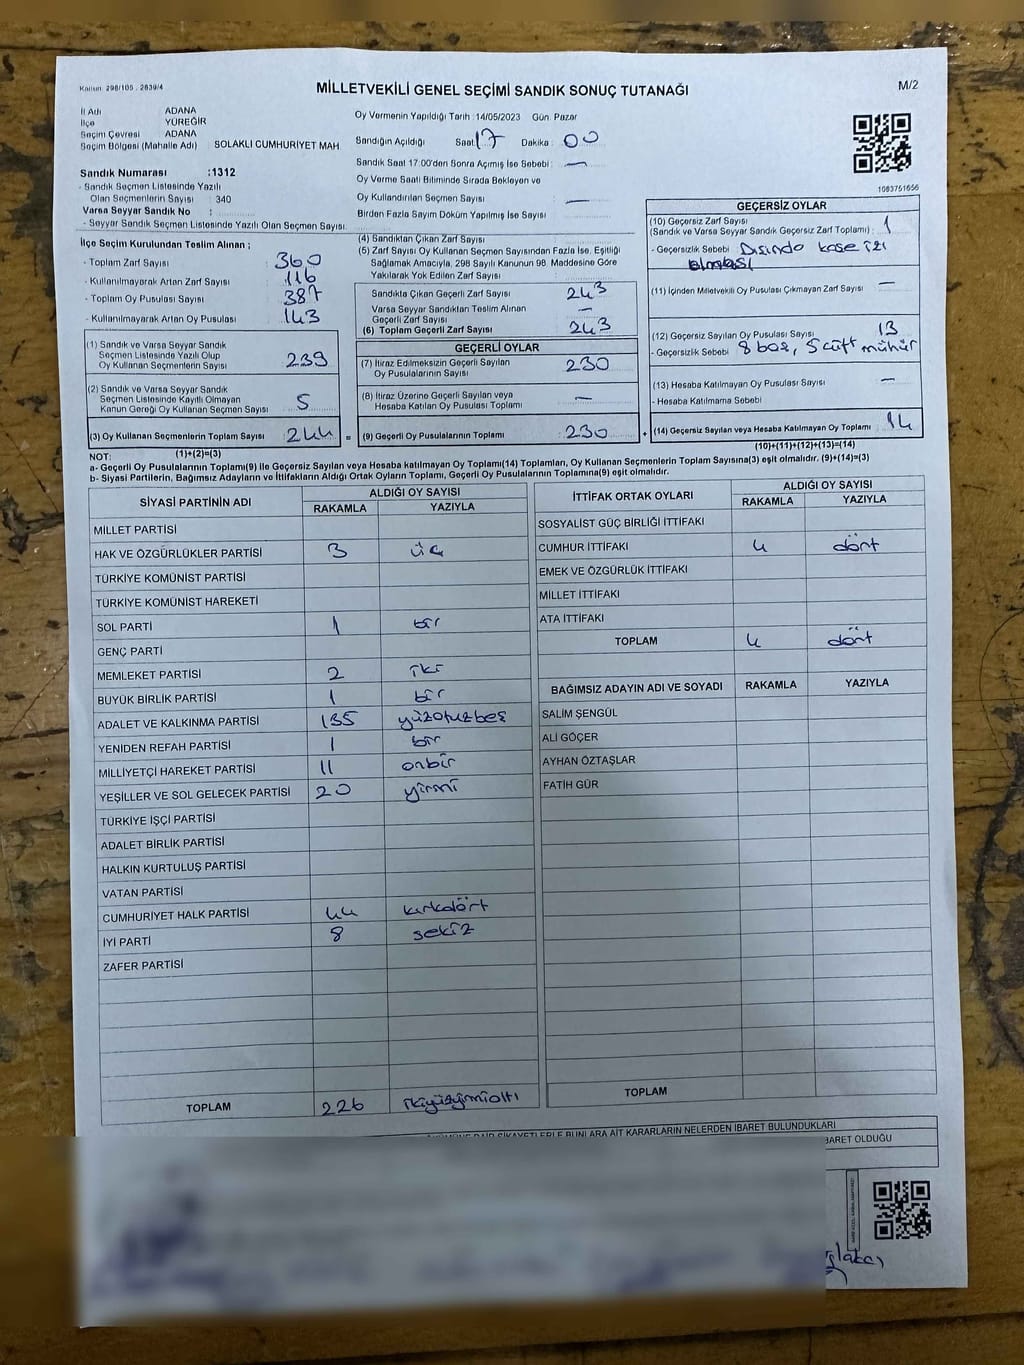 Kanun 298/105 , 2839/4
MİLLETVEKİLİ GENEL SEÇİMİ SANDIK SONUÇ TUTANAĞI
M/2
İl Adı ADANA
İlçe YÜREĞİR
Seçim Çevresi ADANA
Seçim Bölgesi (Mahalle Adı) SOLAKLI CUMHURİYET MAH.
Sandık Numarası :1312
- Sandık Seçmen Listesinde Yazılı
Olan Seçmenlerin Sayısı : 340
Varsa Seyyar Sandık No :
- Seyyar Sandık Seçmen Listesinde Yazılı Olan Seçmen Sayısı:
Oy Vermenin Yapıldığı Tarih :14/05/2023 Gün: Pazar
Sandığın Açıldığı Saat: 17 Dakika: 00
Sandık Saat 17:00'den Sonra Açımış İse Sebebi : —
Oy Verme Saati Bitiminde Sırada Bekleyen ve
Oy Kullandırılan Seçmen Sayısı : —
Birden Fazla Sayım Döküm Yapılmış İse Sayısı :
1083751656
İlçe Seçim Kurulundan Teslim Alınan ;
- Toplam Zarf Sayısı : 360
- Kullanılmayarak Artan Zarf Sayısı : 116
- Toplam Oy Pusulası Sayısı : 387
- Kullanılmayarak Artan Oy Pusulası : 143
(1) Sandık ve Varsa Seyyar Sandık
Seçmen Listesinde Yazılı Olup
Oy Kullanan Seçmenlerin Sayısı 239
(2) Sandık ve Varsa Seyyar Sandık
Seçmen Listesinde Kayıtlı Olmayan
Kanun Gereği Oy Kullanan Seçmen Sayısı 5
(3) Oy Kullanan Seçmenlerin Toplam Sayısı 244 =
(1)+(2)=(3)
(4) Sandıktan Çıkan Zarf Sayısı :
(5) Zarf Sayısı Oy Kullanan Seçmen Sayısından Fazla İse, Eşitliği
Sağlamak Amacıyla, 298 Sayılı Kanunun 98. Maddesine Göre
Yakılarak Yok Edilen Zarf Sayısı :
Sandıkta Çıkan Geçerli Zarf Sayısı 243
Varsa Seyyar Sandıktan Teslim Alınan
Geçerli Zarf Sayısı —
(6) Toplam Geçerli Zarf Sayısı 243
GEÇERLİ OYLAR
(7) İtiraz Edilmeksizin Geçerli Sayılan
Oy Pusulalarının Sayısı 230
(8) İtiraz Üzerine Geçerli Sayılan veya
Hesaba Katılan Oy Pusulası Toplamı —
(9) Geçerli Oy Pusulalarının Toplamı 230 +
GEÇERSİZ OYLAR
(10) Geçersiz Zarf Sayısı
(Sandık ve Varsa Seyyar Sandık Geçersiz Zarf Toplamı) : 1
- Geçersizlik Sebebi Dışında kaşe izi
olması
(11) İçinden Milletvekili Oy Pusulası Çıkmayan Zarf Sayısı —
(12) Geçersiz Sayılan Oy Pusulası Sayısı 13
- Geçersizlik Sebebi 8 boş, 5 çift mühür
(13) Hesaba Katılmayan Oy Pusulası Sayısı —
- Hesaba Katılmama Sebebi
(14) Geçersiz Sayılan veya Hesaba Katılmayan Oy Toplamı 14
(10)+(11)+(12)+(13)=(14)
NOT:
a- Geçerli Oy Pusulaları Toplamı(9) ile Geçersiz Sayılan veya Hesaba katılmayan Oy Toplamı(14) Toplamları, Oy Kullanan Seçmenlerin Toplam Sayısına(3) eşit olmalıdır. (9)+(14)=(3)
b- Siyasi Partilerin, Bağımsız Adayların ve İttifakların Aldığı Ortak Oyların Toplamı, Geçerli Oy Pusulalarının Toplamına(9) eşit olmalıdır.
SİYASİ PARTİNİN ADI ALDIĞI OY SAYISI
RAKAMLA YAZIYLA
MİLLET PARTİSİ
HAK VE ÖZGÜRLÜKLER PARTİSİ 3 üç
TÜRKİYE KOMÜNİST PARTİSİ
TÜRKİYE KOMÜNİST HAREKETİ
SOL PARTİ 1 bir
GENÇ PARTİ
MEMLEKET PARTİSİ 2 iki
BÜYÜK BİRLİK PARTİSİ 1 bir
ADALET VE KALKINMA PARTİSİ 135 yüzotuzbeş
YENİDEN REFAH PARTİSİ 1 bir
MİLLİYETÇİ HAREKET PARTİSİ 11 onbir
YEŞİLLER VE SOL GELECEK PARTİSİ 20 yirmi
TÜRKİYE İŞÇİ PARTİSİ
ADALET BİRLİK PARTİSİ
HALKIN KURTULUŞ PARTİSİ
VATAN PARTİSİ
CUMHURİYET HALK PARTİSİ 44 kırkdört
İYİ PARTİ 8 sekiz
ZAFER PARTİSİ
TOPLAM 226 ikiyüzyirmialtı
İTTİFAK ORTAK OYLARI ALDIĞI OY SAYISI
RAKAMLA YAZIYLA
SOSYALİST GÜÇ BİRLİĞİ İTTİFAKI
CUMHUR İTTİFAKI 4 dört
EMEK VE ÖZGÜRLÜK İTTİFAKI
MİLLET İTTİFAKI
ATA İTTİFAKI
TOPLAM 4 dört
BAĞIMSIZ ADAYIN ADI VE SOYADI RAKAMLA YAZIYLA
SALİM ŞENGÜL
ALİ GÖÇER
AYHAN ÖZTAŞLAR
FATİH GÜR
TOPLAM
ŞİKAYETLERLE BUNLARA AİT KARARLARIN NELERDEN İBARET BULUNDUKLARI
İBARET OLDUĞU